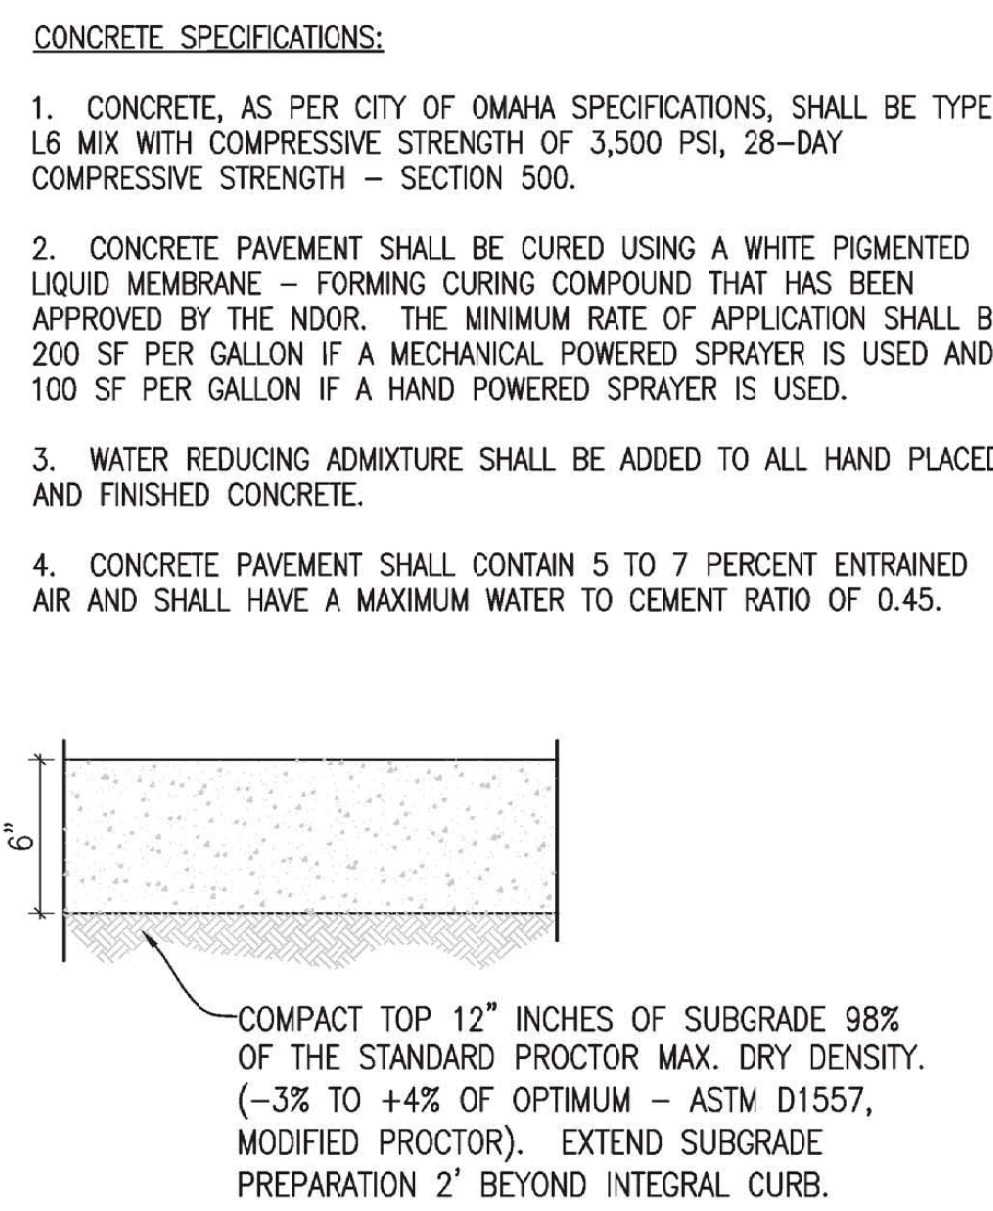 CONCRETE SPECIFICATIONS:
1. CONCRETE, AS PER CITY OF OMAHA SPECIFICATIONS, SHALL BE TYPE
L6 MIX WITH COMPRESSIVE STRENGTH OF 3,500 PSI, 28-DAY
COMPRESSIVE STRENGTH - SECTION 500.
2. CONCRETE PAVEMENT SHALL BE CURED USING A WHITE PIGMENTED
LIQUID MEMBRANE - FORMING CURING COMPOUND THAT HAS BEEN
APPROVED BY THE NDOR. THE MINIMUM RATE OF APPLICATION SHALL B
200 SF PER GALLON IF A MECHANICAL POWERED SPRAYER IS USED AND
100 SF PER GALLON IF A HAND POWERED SPRAYER IS USED.
3. WATER REDUCING ADMIXTURE SHALL BE ADDED TO ALL HAND PLACED
AND FINISHED CONCRETE.
4. CONCRETE PAVEMENT SHALL CONTAIN 5 TO 7 PERCENT ENTRAINED
AIR AND SHALL HAVE A MAXIMUM WATER TO CEMENT RATIO OF 0.45.
6"
COMPACT TOP 12" INCHES OF SUBGRADE 98%
OF THE STANDARD PROCTOR MAX. DRY DENSITY.
(-3% TO +4% OF OPTIMUM - ASTM D1557,
MODIFIED PROCTOR). EXTEND SUBGRADE
PREPARATION 2' BEYOND INTEGRAL CURB.